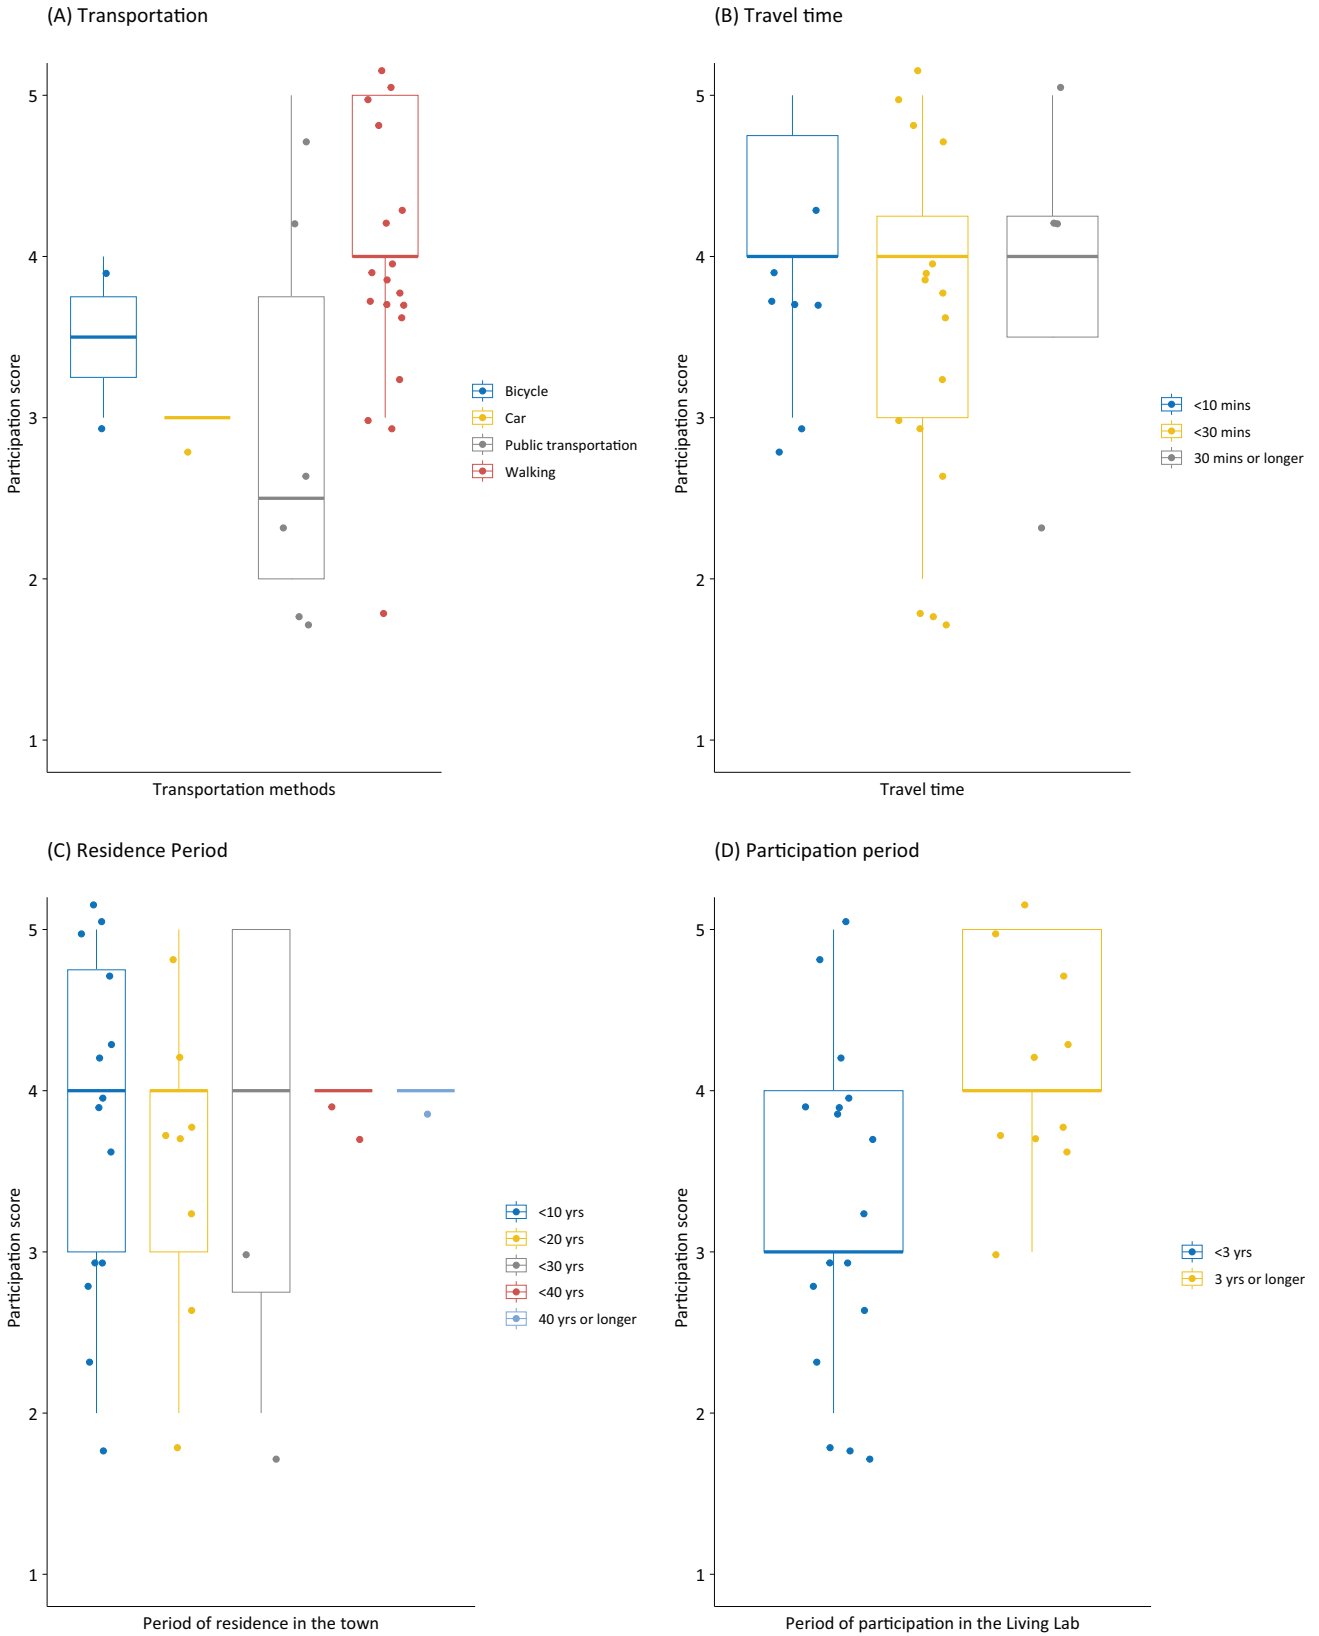 (A) Transportation
5
4
3
2
1
Participation score
Transportation methods
Bicycle
Car
Public transportation
Walking
(B) Travel time
5
4
3
2
1
Participation score
Travel time
<10 mins
<30 mins
30 mins or longer
(C) Residence Period
5
4
3
2
1
Participation score
Period of residence in the town
<10 yrs
<20 yrs
<30 yrs
<40 yrs
40 yrs or longer
(D) Participation period
5
4
3
2
1
Participation score
Period of participation in the Living Lab
<3 yrs
3 yrs or longer